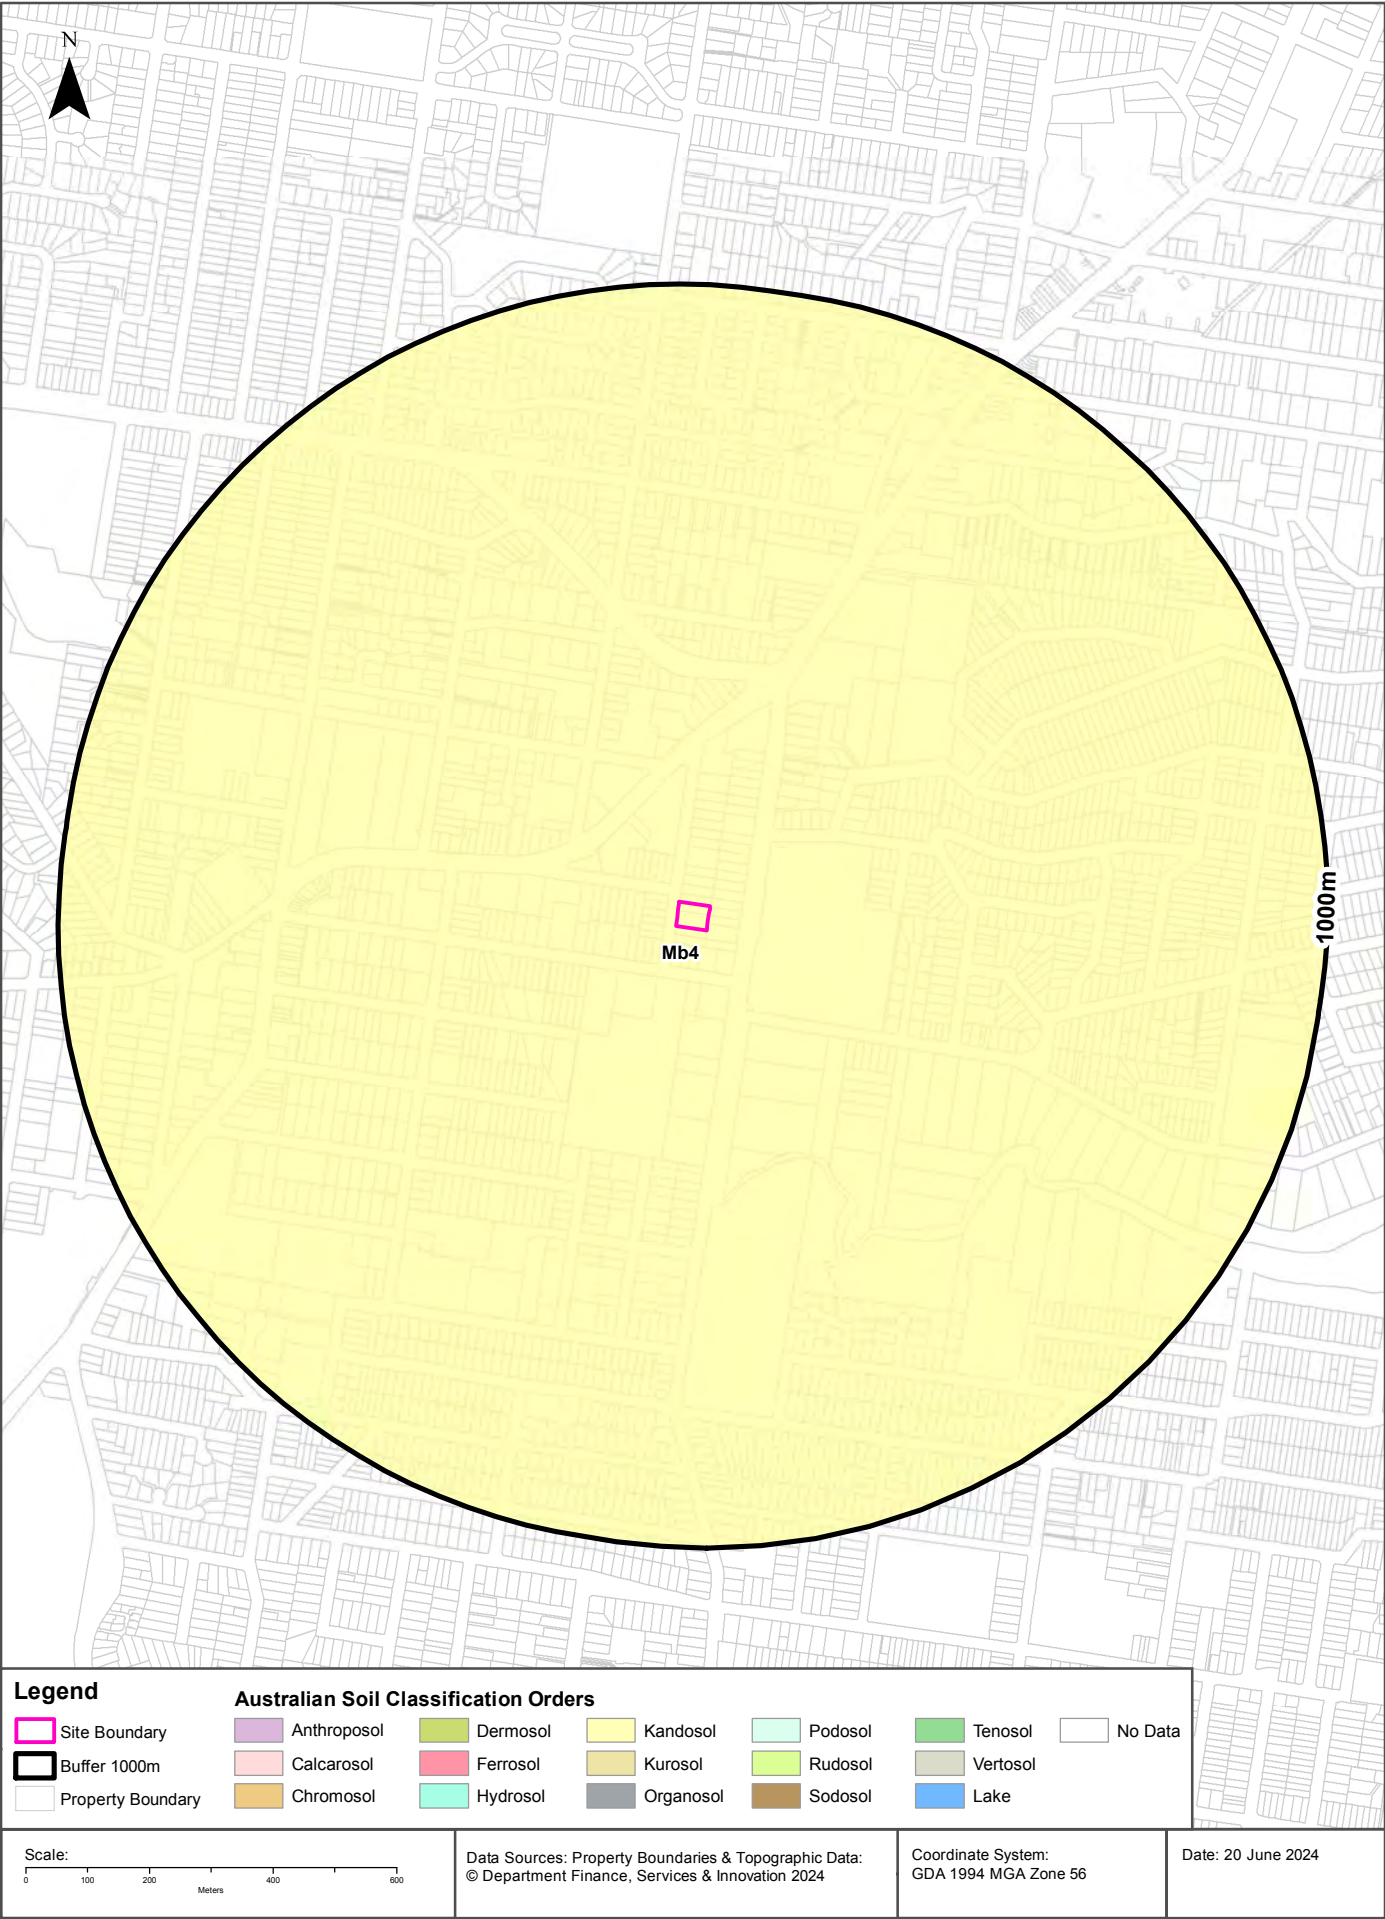 N
1000m
Mb4
Legend
Site Boundary
Buffer 1000m
Property Boundary
Australian Soil Classification Orders
Anthroposol
Calcarosol
Chromosol
Dermosol
Ferrosol
Hydrosol
Kandosol
Kurosol
Organosol
Podosol
Rudosol
Sodosol
Tenosol
Vertosol
Lake
No Data
Scale:
0 100 200 400 600
Meters
Data Sources: Property Boundaries & Topographic Data:
© Department Finance, Services & Innovation 2024
Coordinate System:
GDA 1994 MGA Zone 56
Date: 20 June 2024